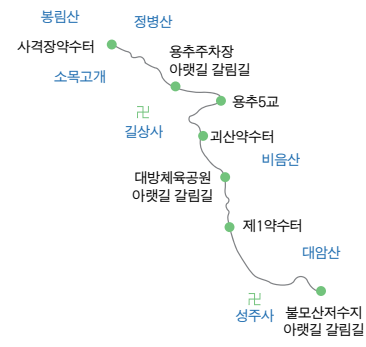 봉림산
정병산
사격장약수터
용추주차장
아랫길 갈림길
소목고개
용추5교
卍
길상사
괴산약수터
비음산
대방체육공원
아랫길 갈림길
제1약수터
대암산
卍
성주사
불모산저수지
아랫길 갈림길